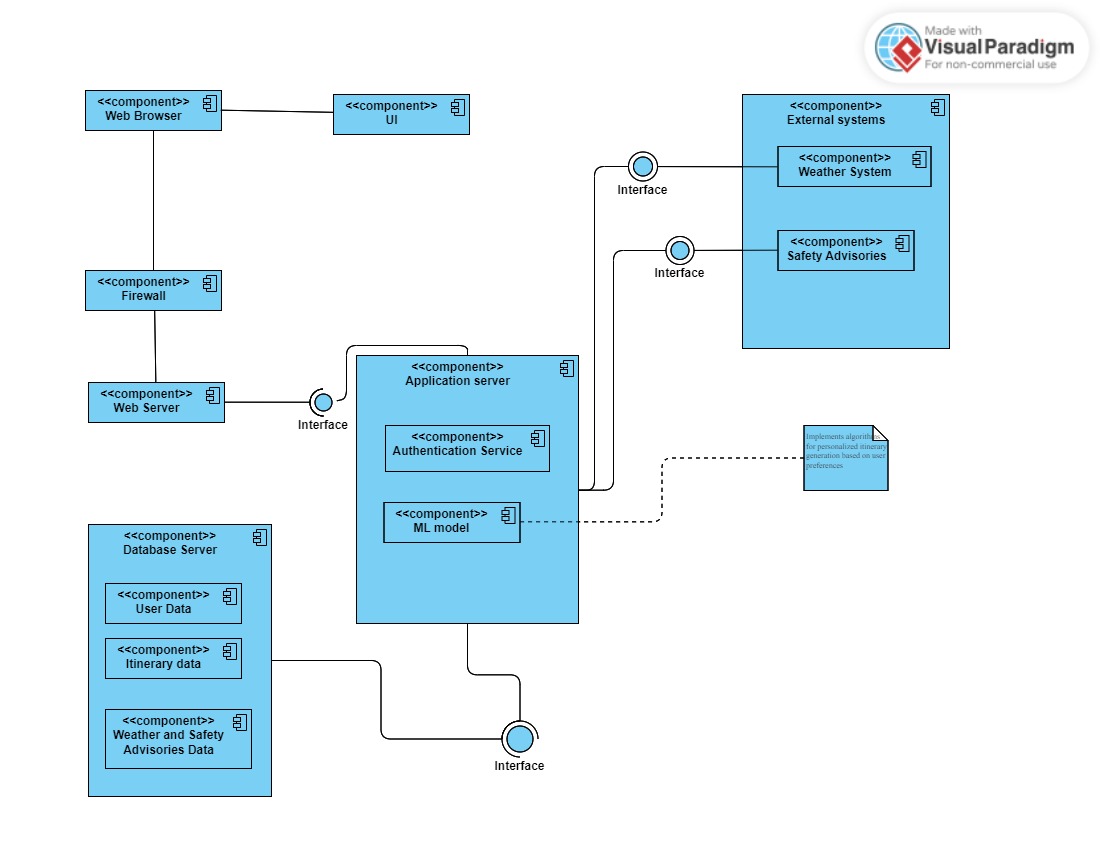 Made with
Visual Paradigm
For non-commercial use
<<component>>
Web Browser
<<component>>
UI
<<component>>
External systems
<<component>>
Weather System
Interface
<<component>>
Safety Advisories
Interface
<<component>>
Firewall
<<component>>
Application server
<<component>>
Web Server
Interface
<<component>>
Authentication Service
Implements algorithms
for personalized itinerary
generation based on user
preferences
<<component>>
ML model
<<component>>
Database Server
<<component>>
User Data
<<component>>
Itinerary data
<<component>>
Weather and Safety
Advisories Data
Interface